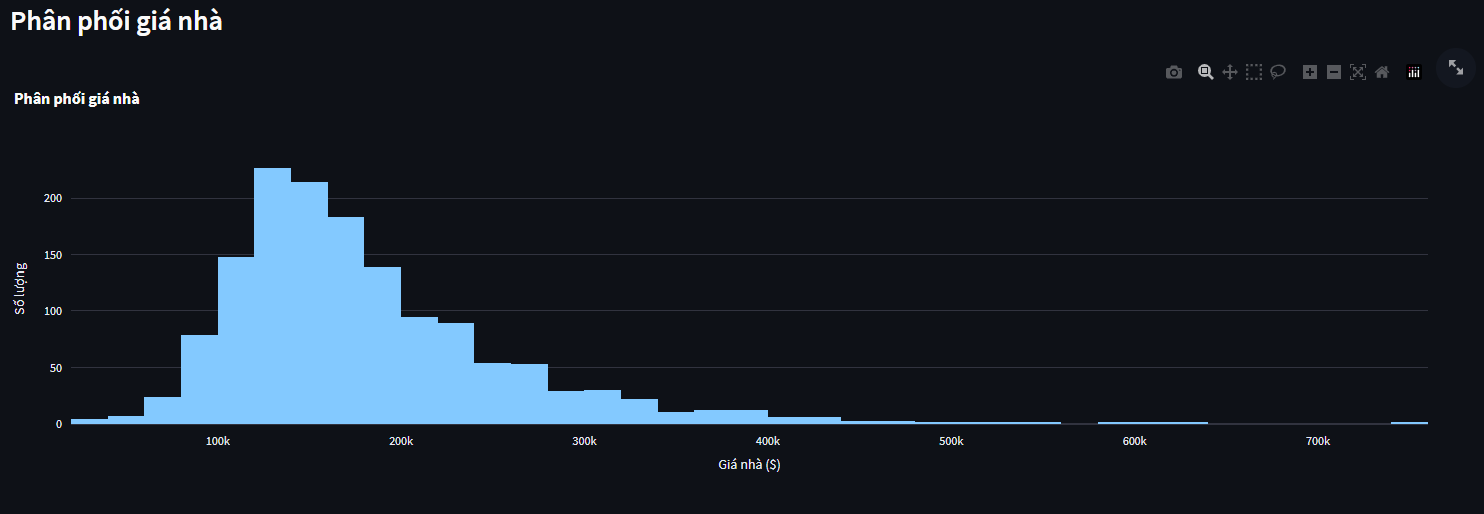 Phân phối giá nhà
Phân phối giá nhà
200
150
100
50
0
Số lượng
100k
200k
300k
400k
500k
600k
700k
Giá nhà ($)